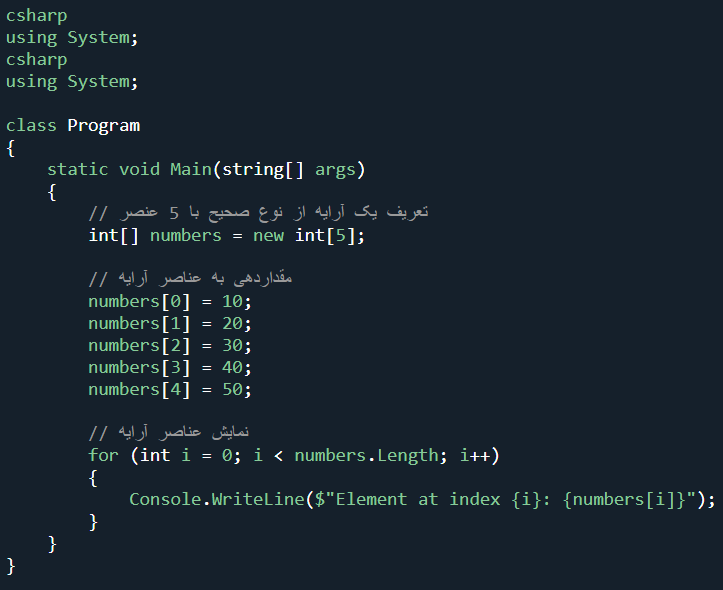 csharp
using System;
csharp
using System;
class Program
{
    static void Main(string[] args)
    {
        // تعریف یک آرایه از نوع صحیح با 5 عنصر
        int[] numbers = new int[5];
        // مقداردهی به عناصر آرایه
        numbers[0] = 10;
        numbers[1] = 20;
        numbers[2] = 30;
        numbers[3] = 40;
        numbers[4] = 50;
        // نمایش عناصر آرایه
        for (int i = 0; i < numbers.Length; i++)
        {
            Console.WriteLine($"Element at index {i}: {numbers[i]}");
        }
    }
}